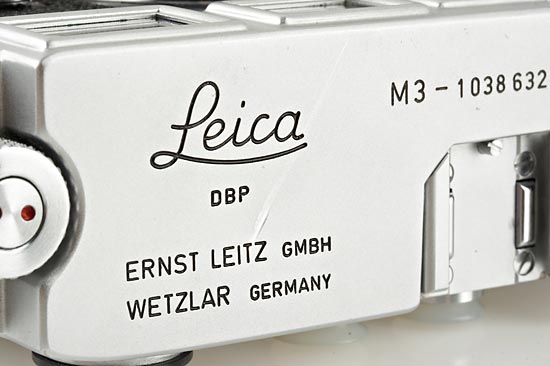 Leica
M3 - 1038 632
DBP
ERNST LEITZ GMBH
WETZLAR GERMANY